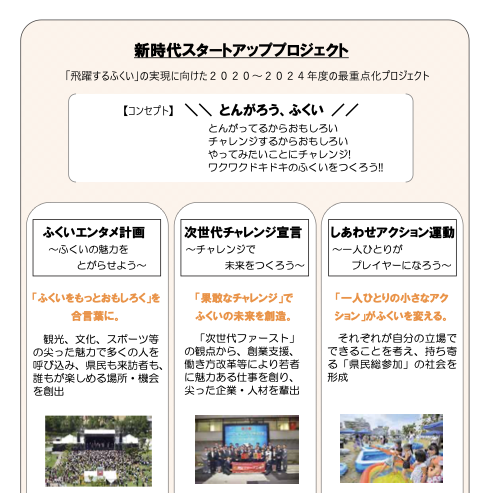 新時代スタートアッププロジェクト
「飛躍するふくい」の実現に向けた２０２０～２０２４年度の最重点化プロジェクト
【コンセプト】 ＼＼ とんがろう、ふくい ／／
とんがってるからおもしろい
チャレンジするからおもしろい
やってみたいことにチャレンジ!
ワクワクドキドキのふくいをつくろう!!
ふくいエンタメ計画
～ふくいの魅力を
とがらせよう～
「ふくいをもっとおもしろく」を
合言葉に。
観光、文化、スポーツ等
の尖った魅力で多くの人を
呼び込み、県民も来訪者も、
誰もが楽しめる場所・機会
を創出
次世代チャレンジ宣言
～チャレンジで
未来をつくろう～
「果敢なチャレンジ」で
ふくいの未来を創造。
「次世代ファースト」
の観点から、創業支援、
働き方改革等により若者
に魅力ある仕事を創り、
尖った企業・人材を輩出
しあわせアクション運動
～一人ひとりが
プレイヤーになろう～
「一人ひとりの小さなアク
ション」がふくいを変える。
それぞれが自分の立場で
できることを考え、持ち寄
る「県民総参加」の社会を
形成